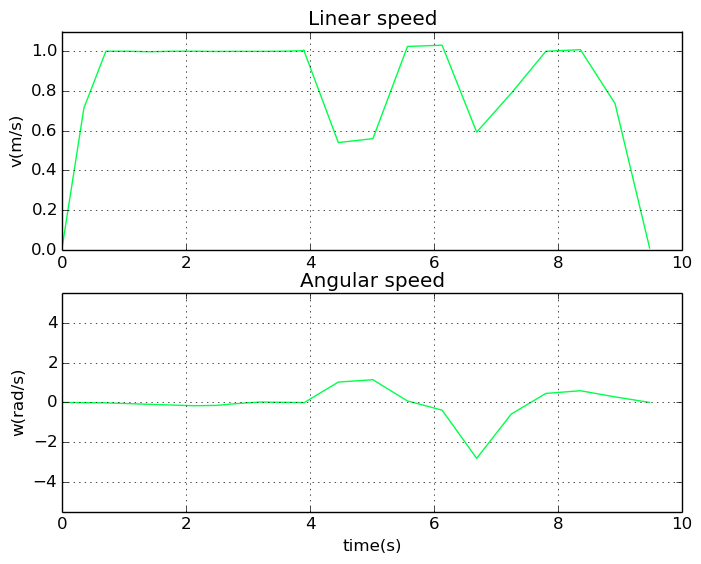 Linear speed
v(m/s)
1.0
0.8
0.6
0.4
0.2
0.0
0 2 4 6 8 10
Angular speed
w(rad/s)
4
2
0
−2
−4
0 2 4 6 8 10
time(s)